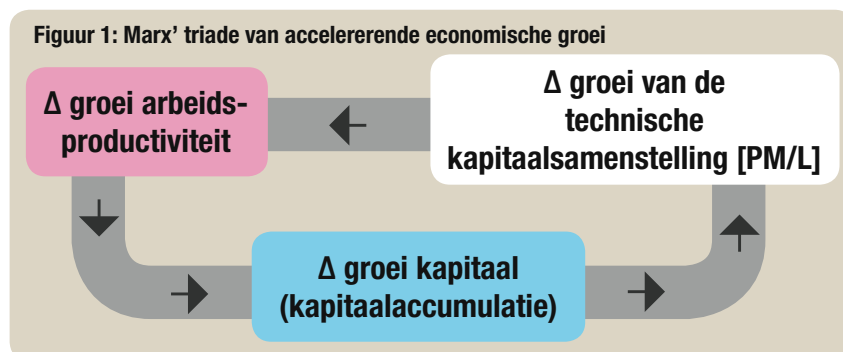 Figuur 1: Marx’ triade van accelererende economische groei
Δ groei arbeids-
productiviteit
Δ groei van de
technische
kapitaalsamenstelling [PM/L]
Δ groei kapitaal
(kapitaalaccumulatie)